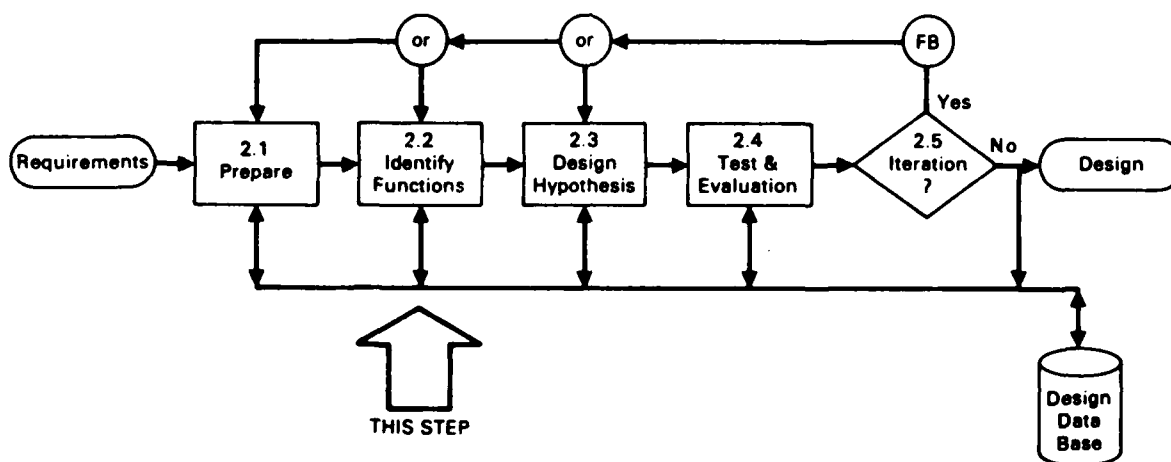 or
or
FB
Yes
Requirements
2.1
Prepare
2.2
Identify
Functions
2.3
Design
Hypothesis
2.4
Test &
Evaluation
2.5
Iteration
?
No
Design
THIS STEP
Design
Data
Base